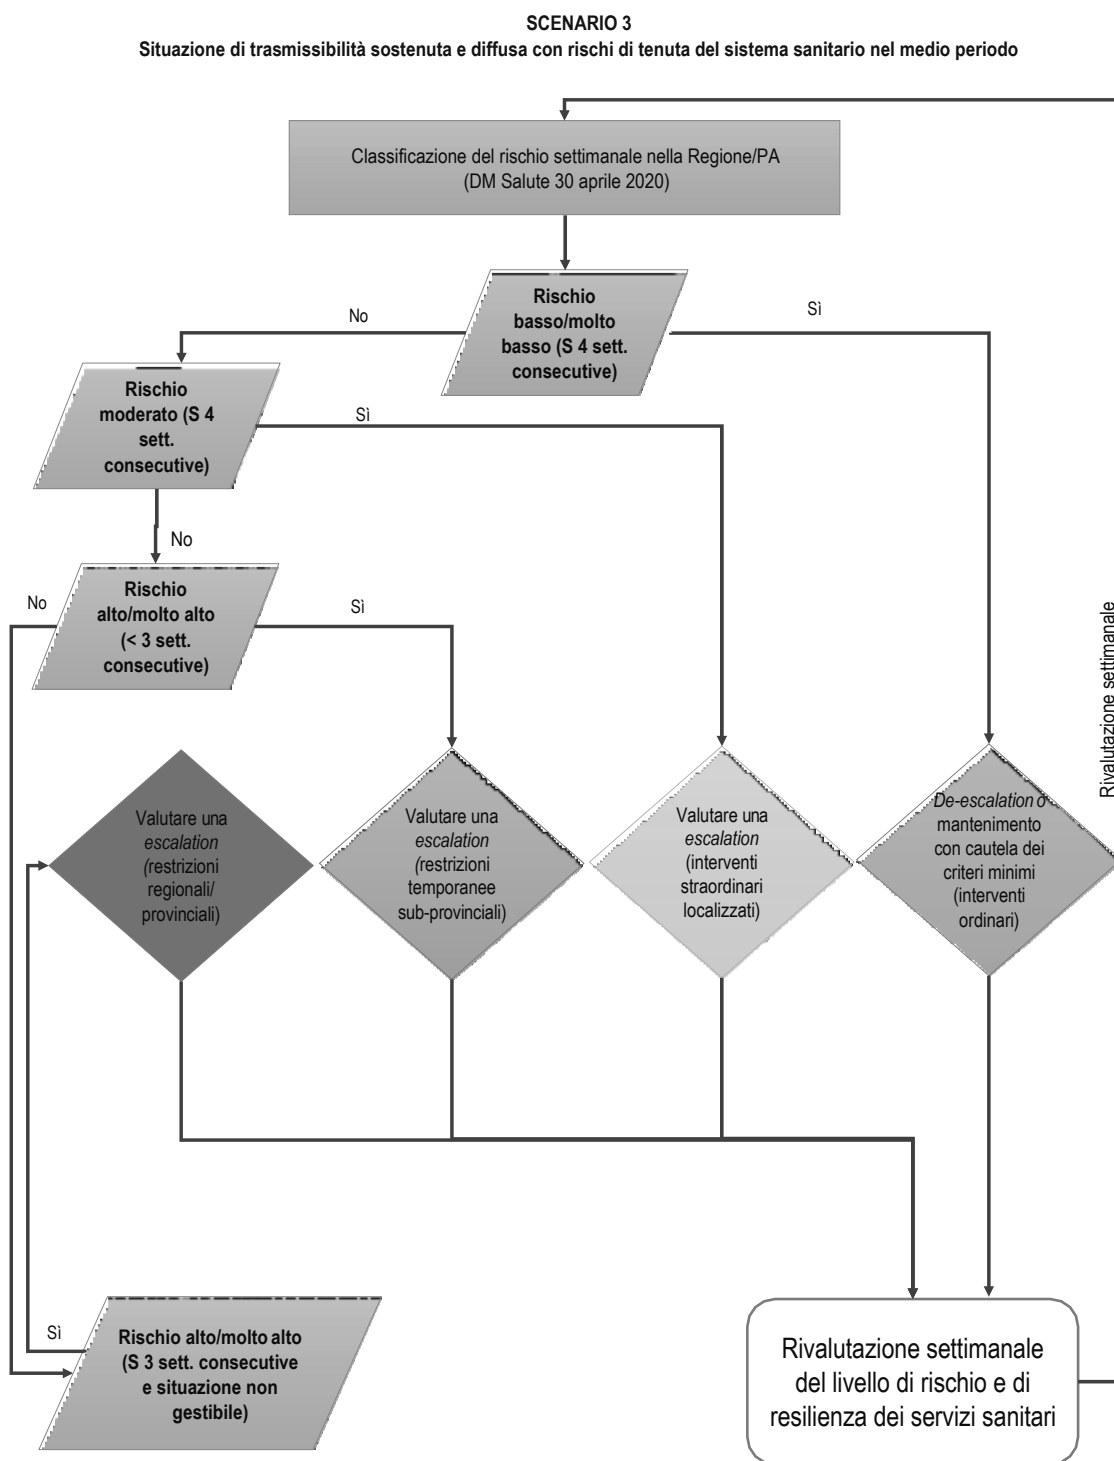 SCENARIO 3
Situazione di trasmissibilità sostenuta e diffusa con rischi di tenuta del sistema sanitario nel medio periodo
Classificazione del rischio settimanale nella Regione/PA
(DM Salute 30 aprile 2020)
Rischio
basso/molto
basso (S 4 sett.
consecutive)
No
Sì
Rischio
moderato (S 4
sett.
consecutive)
Sì
No
Rischio
alto/molto alto
(< 3 sett.
consecutive)
No
Sì
Rivalutazione settimanale
Valutare una
escalation
(restrizioni
regionali/
provinciali)
Valutare una
escalation
(restrizioni
temporanee
sub-provinciali)
Valutare una
escalation
(interventi
straordinari
localizzati)
De-escalation o
mantenimento
con cautela dei
criteri minimi
(interventi
ordinari)
Sì
Rischio alto/molto alto
(S 3 sett. consecutive
e situazione non
gestibile)
Rivalutazione settimanale
del livello di rischio e di
resilienza dei servizi sanitari